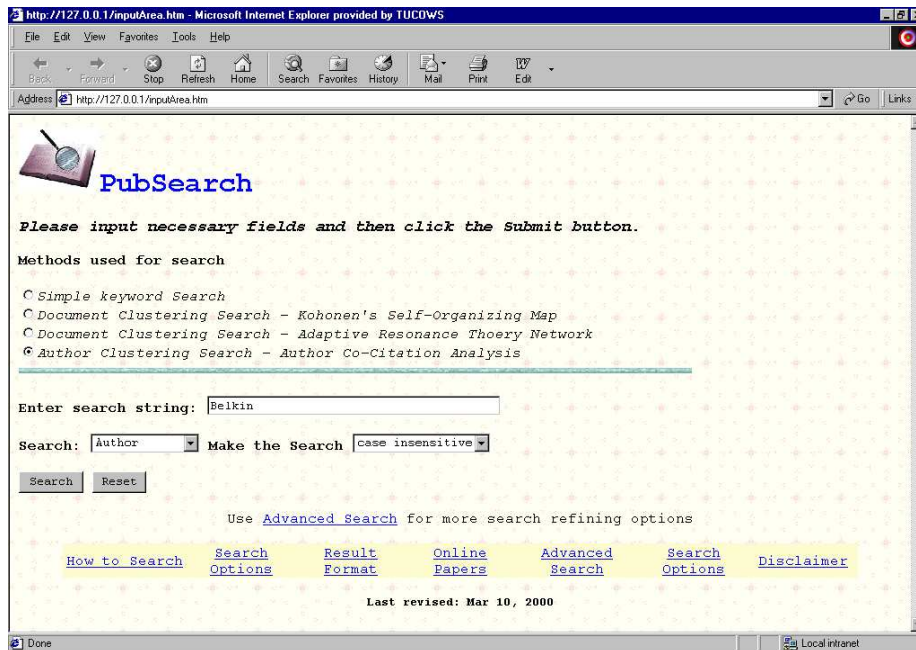 http://127.0.0.1/inputArea.htm - Microsoft Internet Explorer provided by TUCOWS
File Edit View Favorites Tools Help
Back Forward Stop Refresh Home Search Favorites History Mail Print Edit
Address http://127.0.0.1/inputArea.htm Go Links
PubSearch
Please input necessary fields and then click the Submit button.
Methods used for search
Simple keyword Search
Document Clustering Search - Kohonen's Self-Organizing Map
Document Clustering Search - Adaptive Resonance Thoery Network
Author Clustering Search - Author Co-Citation Analysis
Enter search string: Belkin
Search: Author Make the Search case insensitive
Search Reset
Use Advanced Search for more search refining options
How to Search Search Options Result Format Online Papers Advanced Search Search Options Disclaimer
Last revised: Mar 10, 2000
Done Local intranet